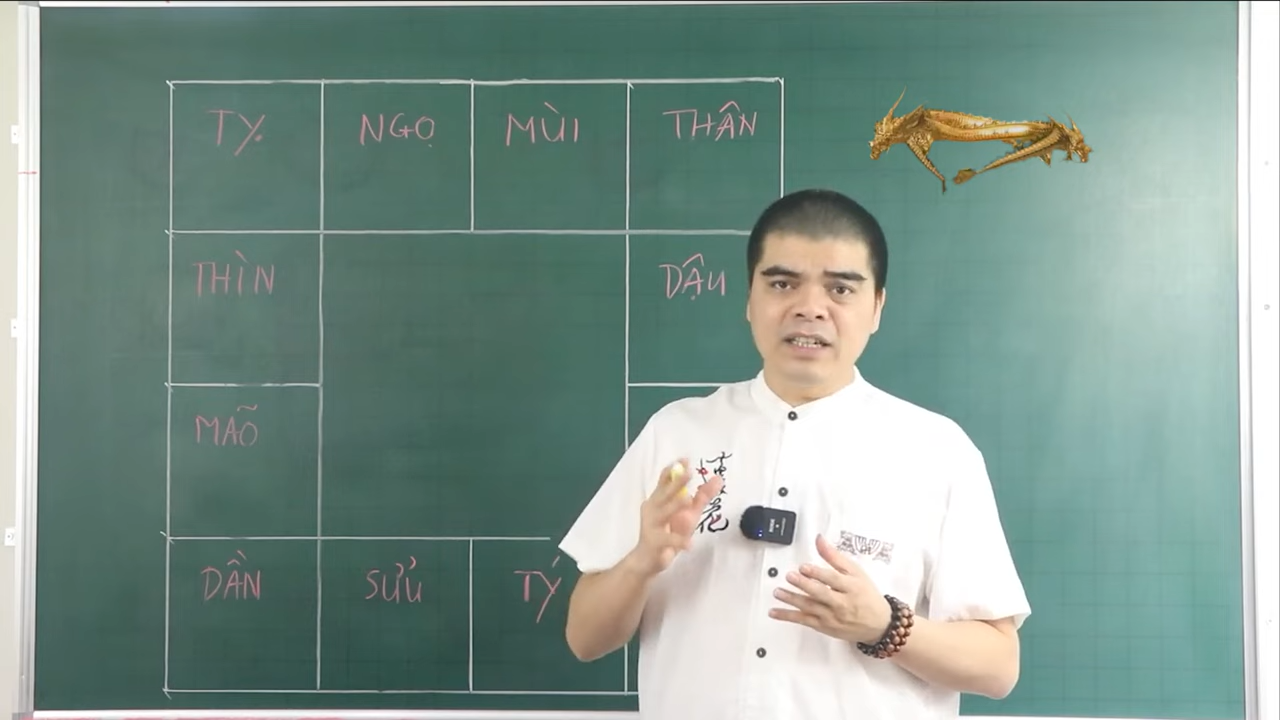 TỴ NGỌ MÙI THÂN
THÌN DẬU
MÃO
DẦN SỬU TÝ